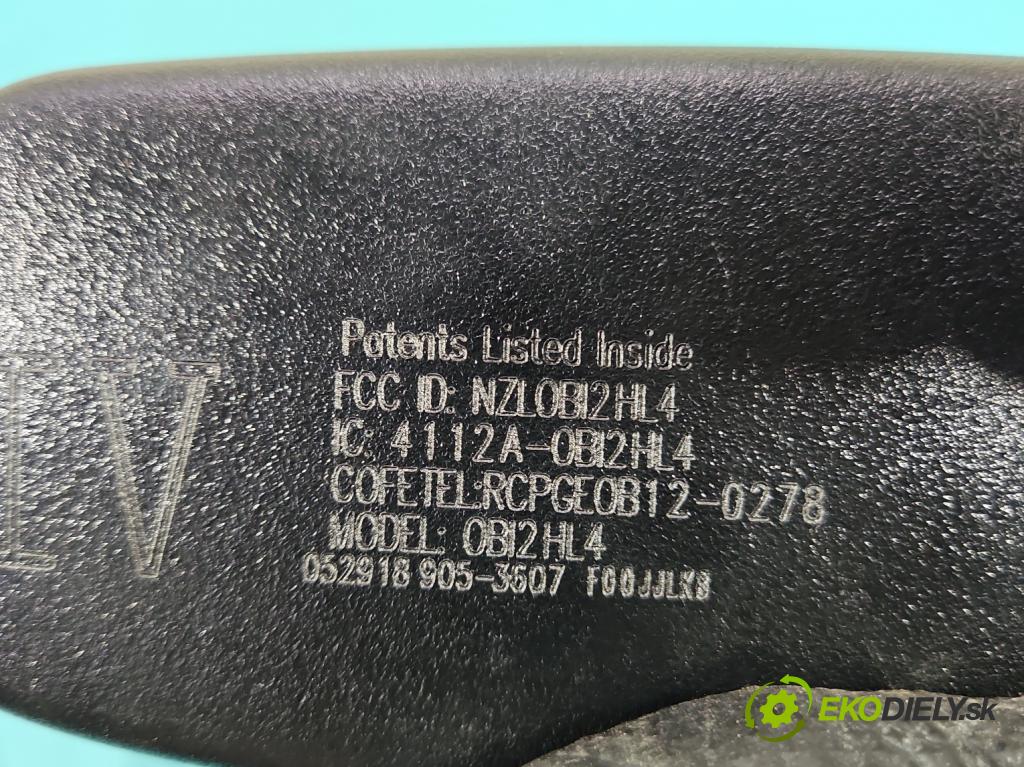 Patents Listed Inside
FCC ID: NZLOBI2HL4
IC: 4112A-OBI2HL4
COFETEL:RCPGEOB12-0278
MODEL: OBI2HL4
052918 905-3607 F00JJLK8
IV
EKODIELY.sk